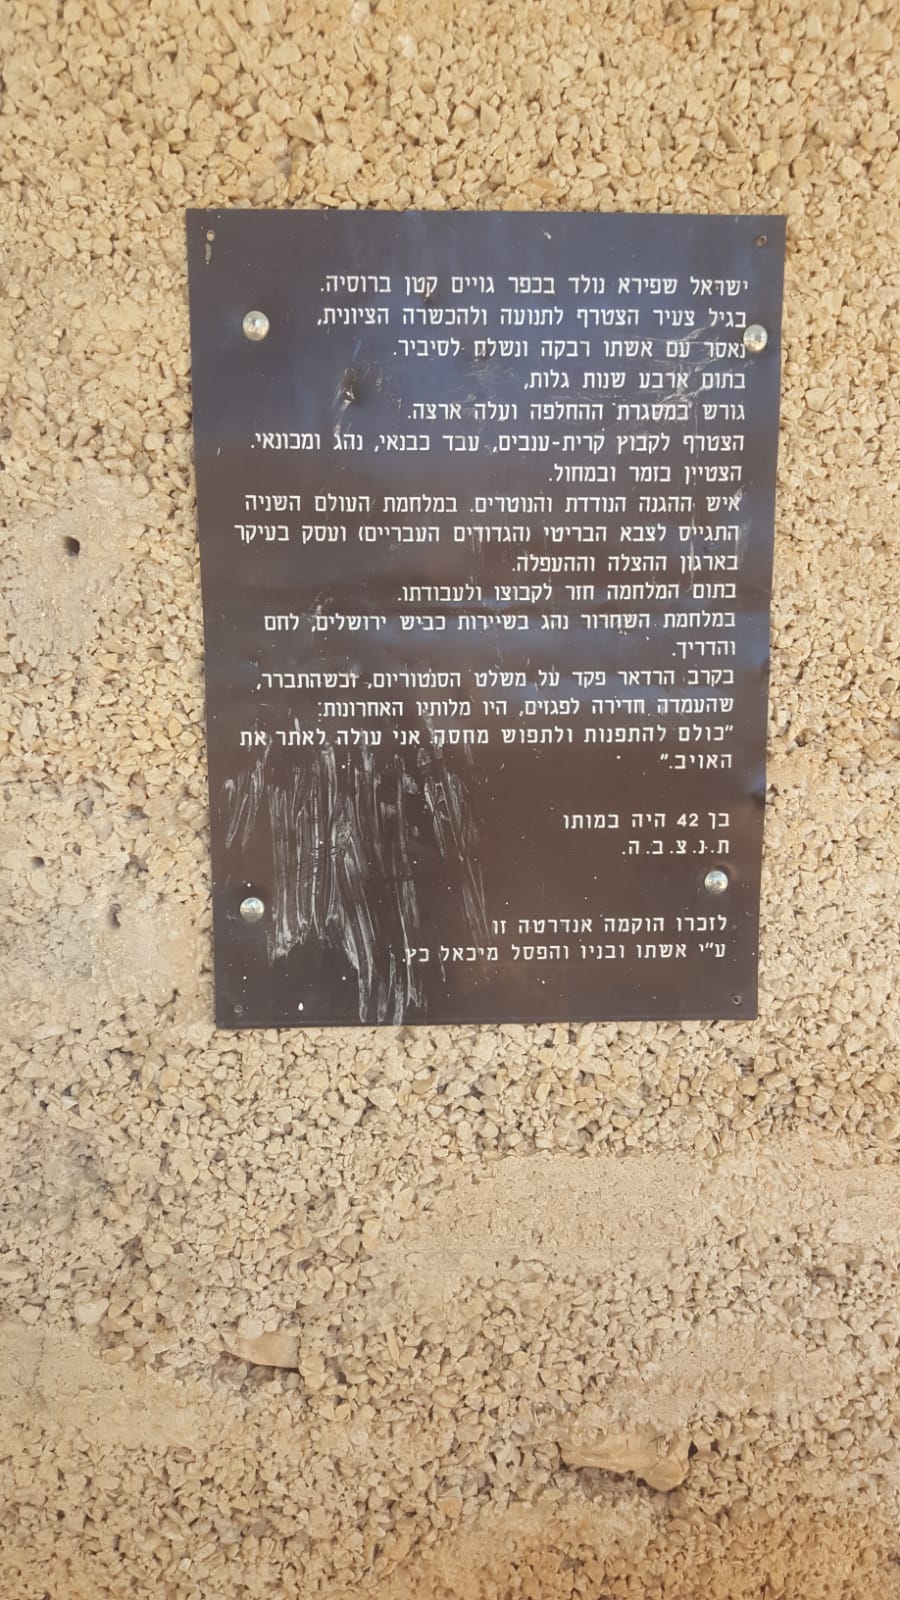 ישראל שפירא נולד בכפר גויים קטן ברוסיה.
בגיל צעיר הצטרף לתנועה ולהכשרה הציונית,
נאסר עם אשתו רבקה ונשלח לסיביר.
בתום ארבע שנות גלות,
גורש במסגרת ההחלפה ועלה ארצה.
הצטרף לקבוץ קרית-ענבים, עבד כבנאי, נהג ומכונאי.
הצטיין בזמר ובמחול.
איש ההגנה הנודדת והנוטרים. במלחמת העולם השניה
התגייס לצבא הבריטי (הגדודים העבריים) ועסק בעיקר
בארגון ההצלה וההעפלה.
בתום המלחמה חזר לקבוצו ולעבודתו.
במלחמת השחרור נהג בשיירות כביש ירושלים, לחם
והדריך.
בקרב הרדאר פקד על משלט הסנטוריום, וכשהתברר,
שהעמדה חדירה לפגזים, היו מלותיו האחרונות:
"כולם להתפנות ולתפוש מחסה. אני עולה לאתר את
האויב."
בן 42 היה במותו
ת.נ.צ.ב.ה.
לזכרו הוקמה אנדרטה זו
ע"י אשתו ובניו והפסל מיכאל כץ.